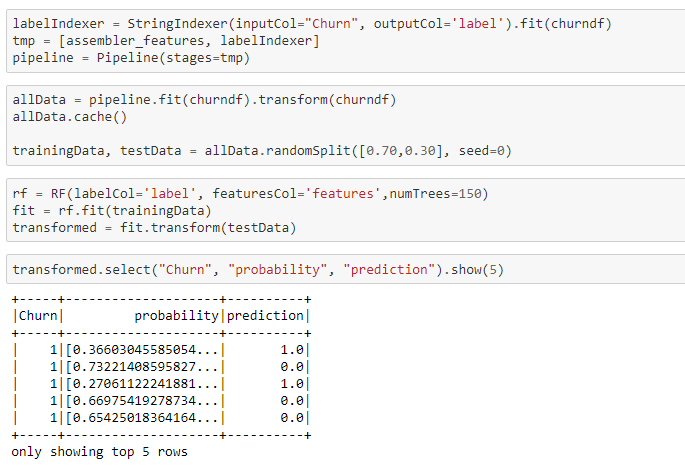 labelIndexer = StringIndexer(inputCol="Churn", outputCol='label').fit(churndf)
tmp = [assembler_features, labelIndexer]
pipeline = Pipeline(stages=tmp)
allData = pipeline.fit(churndf).transform(churndf)
allData.cache()
trainingData, testData = allData.randomSplit([0.70,0.30], seed=0)
rf = RF(labelCol='label', featuresCol='features',numTrees=150)
fit = rf.fit(trainingData)
transformed = fit.transform(testData)
transformed.select("Churn", "probability", "prediction").show(5)
+-----+--------------------+----------+
|Churn|         probability|prediction|
+-----+--------------------+----------+
|    1|[0.36603045585054...|       1.0|
|    1|[0.73221408595827...|       0.0|
|    1|[0.27061122241881...|       1.0|
|    1|[0.66975419278734...|       0.0|
|    1|[0.65425018364164...|       0.0|
+-----+--------------------+----------+
only showing top 5 rows